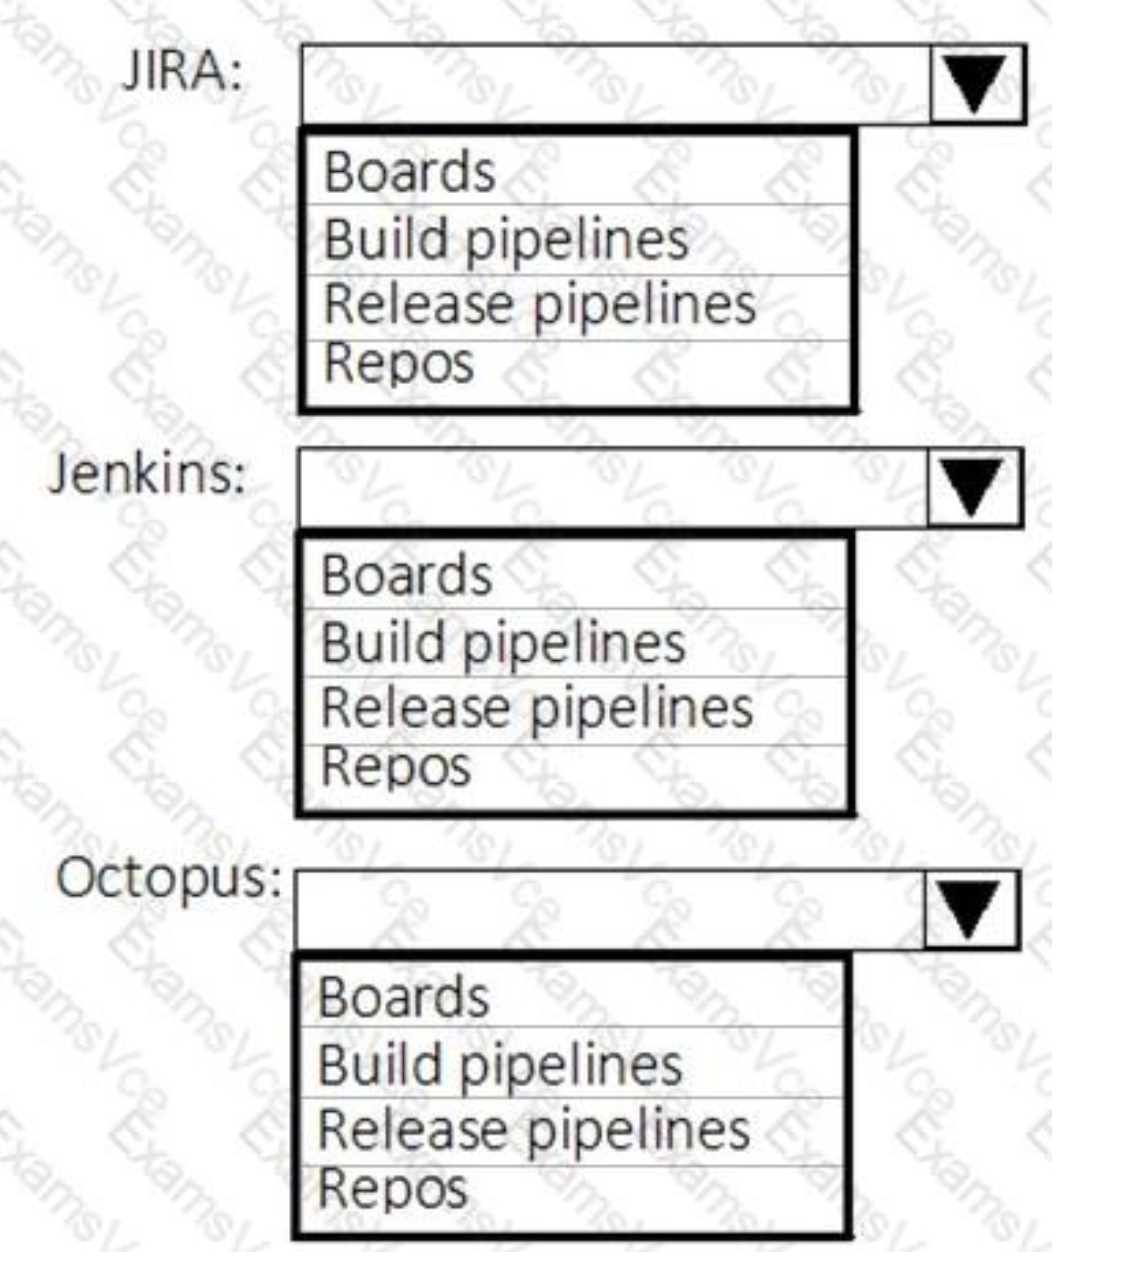 JIRA:
Boards
Build pipelines
Release pipelines
Repos
Jenkins:
Boards
Build pipelines
Release pipelines
Repos
Octopus:
Boards
Build pipelines
Release pipelines
Repos
ExamsVce